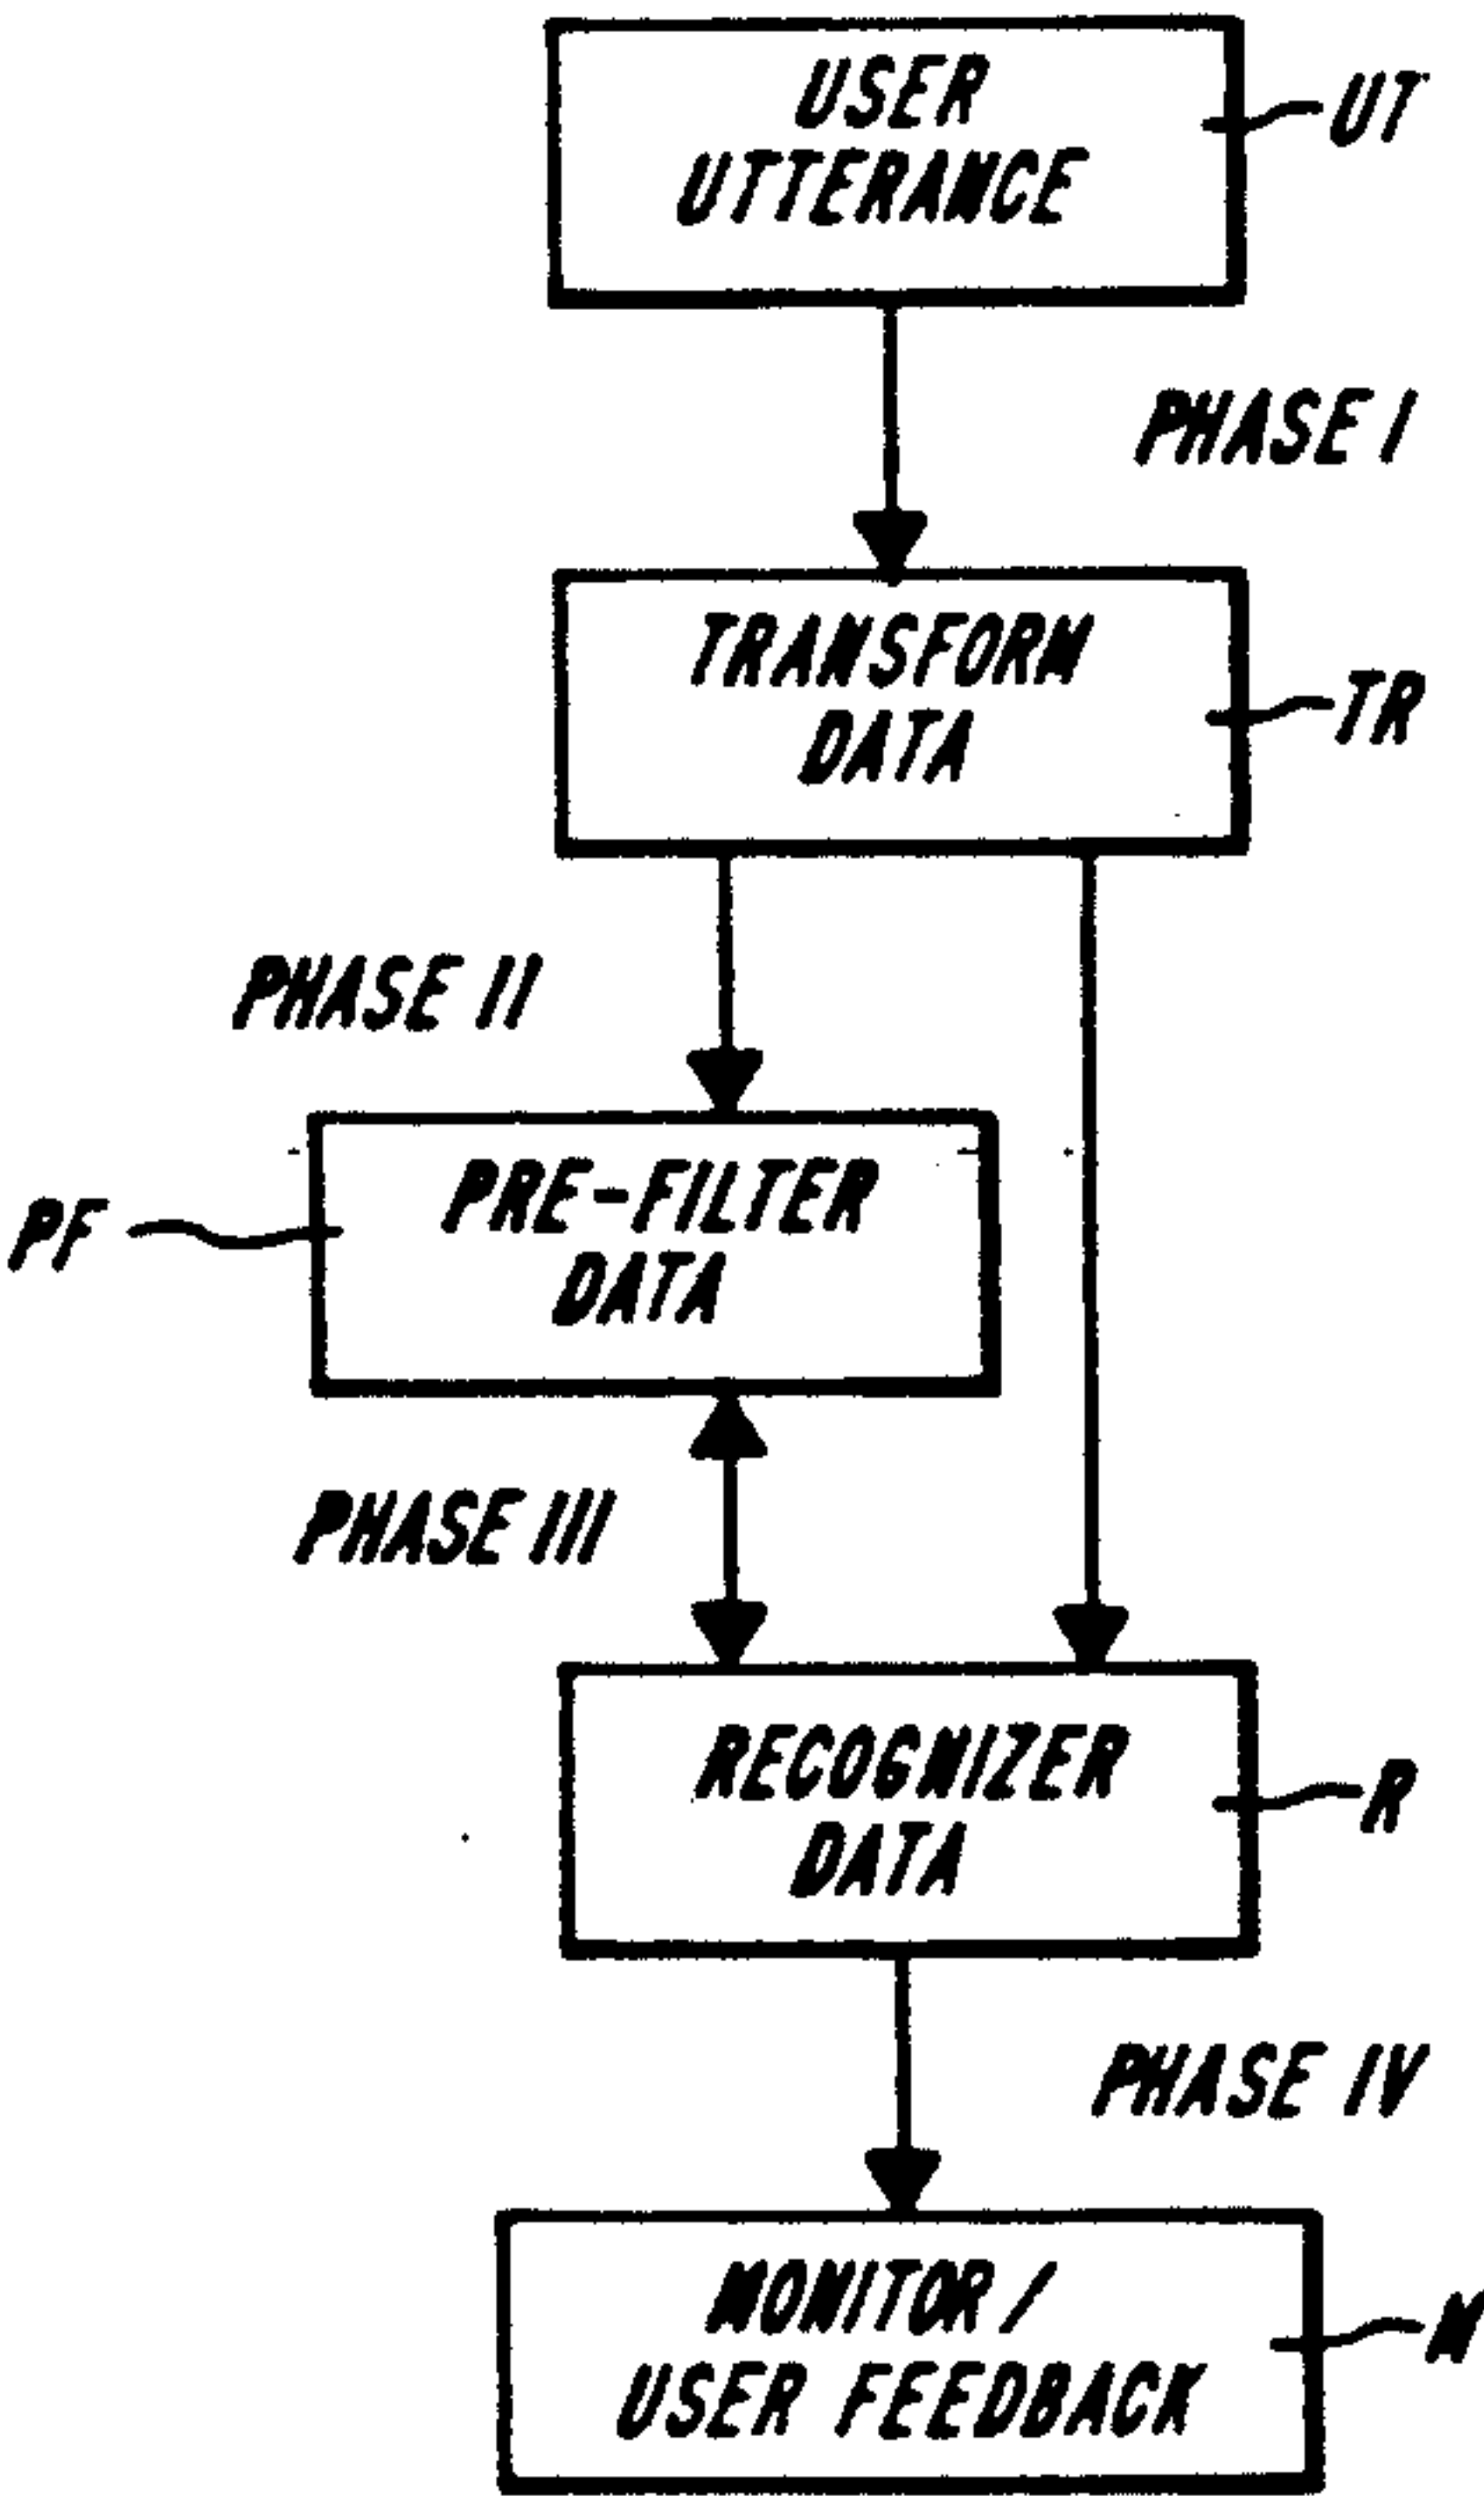 USER
UTTERANCE
UT
PHASE I
TRANSFORM
DATA
TR
PHASE II
PRE-FILTER
DATA
PF
PHASE III
RECOGNIZER
DATA
R
PHASE IV
MONITOR /
USER FEEDBACK